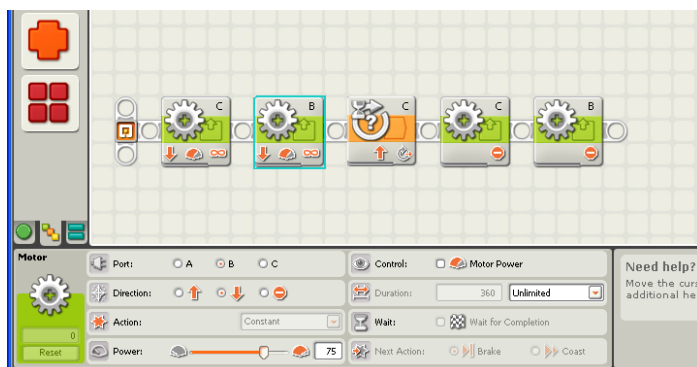 C B C C B
Motor
0
Reset
Port: A B C
Direction:
Action: Constant
Power: 75
Control: Motor Power
Duration: 360 Unlimited
Wait: Wait for Completion
Next Action: Brake Coast
Need help?
Move the curs
additional he